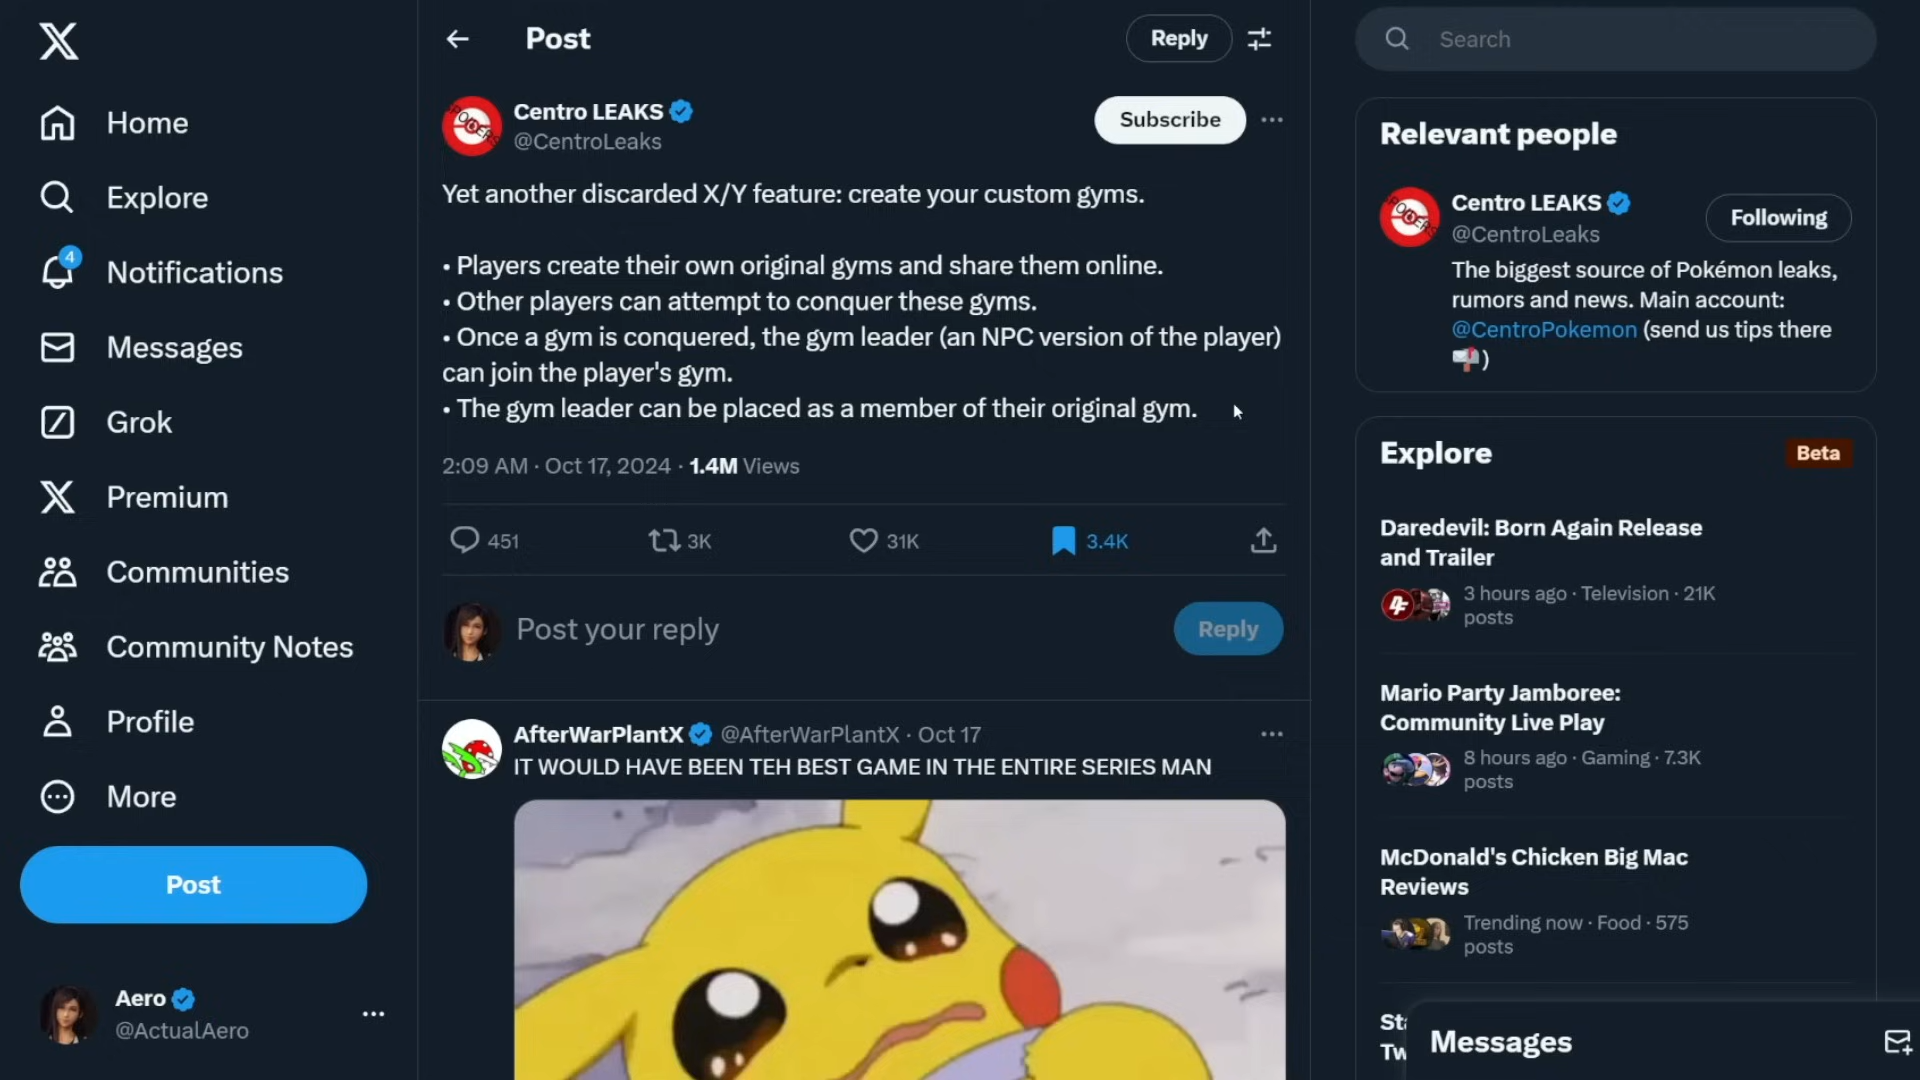 Home
Explore
4
Notifications
Messages
Grok
Premium
Communities
Community Notes
Profile
More
Post
Aero
@ActualAero
Post
Reply
Centro LEAKS
@CentroLeaks
Subscribe
Yet another discarded X/Y feature: create your custom gyms.
• Players create their own original gyms and share them online.
• Other players can attempt to conquer these gyms.
• Once a gym is conquered, the gym leader (an NPC version of the player)
can join the player's gym.
• The gym leader can be placed as a member of their original gym.
2:09 AM · Oct 17, 2024 · 1.4M Views
451
3K
31K
3.4K
Post your reply
Reply
AfterWarPlantX @AfterWarPlantX · Oct 17
IT WOULD HAVE BEEN TEH BEST GAME IN THE ENTIRE SERIES MAN
Search
Relevant people
Centro LEAKS
@CentroLeaks
Following
The biggest source of Pokémon leaks,
rumors and news. Main account:
@CentroPokemon (send us tips there
)
Explore
Beta
Daredevil: Born Again Release
and Trailer
3 hours ago · Television · 21K
posts
Mario Party Jamboree:
Community Live Play
8 hours ago · Gaming · 7.3K
posts
McDonald's Chicken Big Mac
Reviews
Trending now · Food · 575
posts
Messages